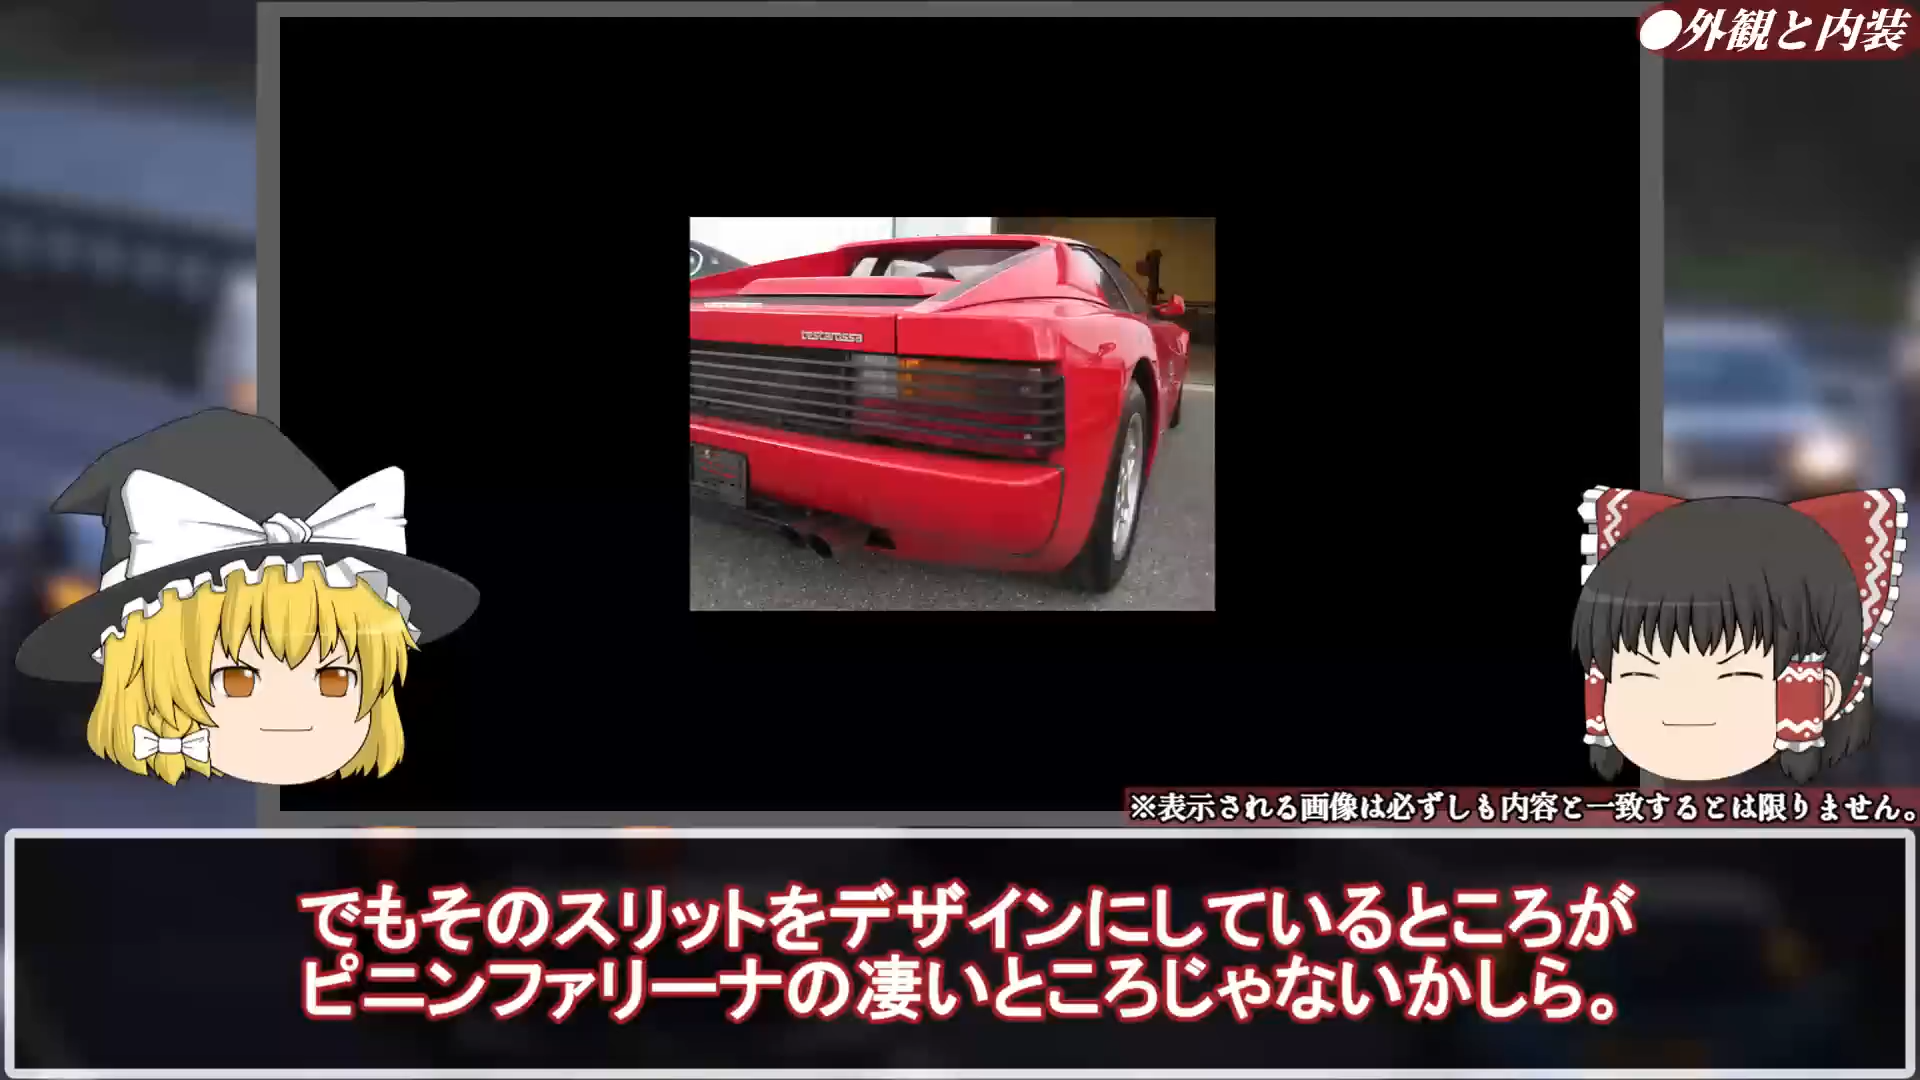 ●外観と内装
testarossa
※表示される画像は必ずしも内容と一致するとは限りません。
でもそのスリットをデザインにしているところが
ピニンファリーナの凄いところじゃないかしら。